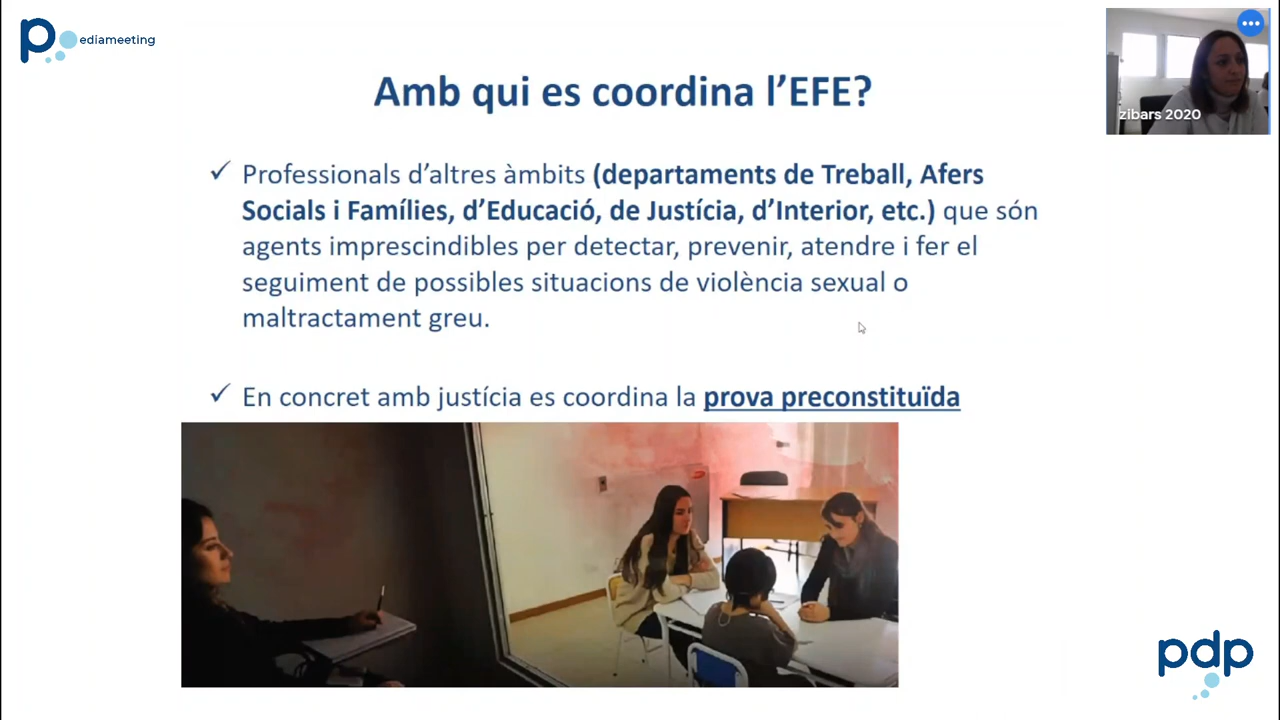 p ediameeting
zibars 2020
Amb qui es coordina l’EFE?
✓ Professionals d’altres àmbits (departaments de Treball, Afers
Socials i Famílies, d’Educació, de Justícia, d’Interior, etc.) que són
agents imprescindibles per detectar, prevenir, atendre i fer el
seguiment de possibles situacions de violència sexual o
maltractament greu.
✓ En concret amb justícia es coordina la prova preconstituïda
pdp